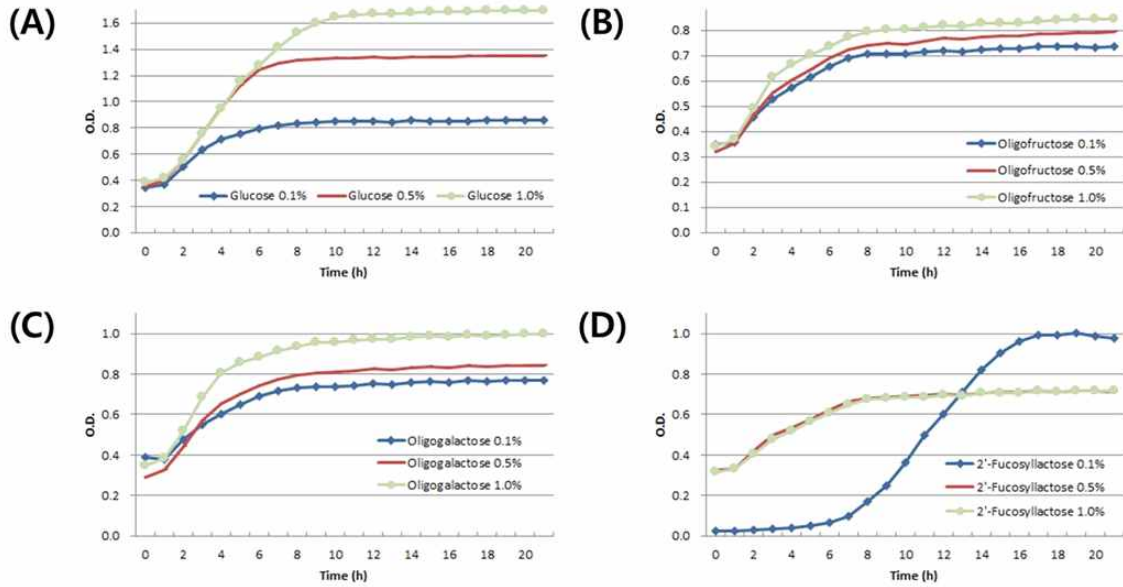 (A)
1.6
1.4
1.2
1.0
0.8
0.6
0.4
0.2
0.0
O.D.
Glucose 0.1% Glucose 0.5% Glucose 1.0%
0 2 4 6 8 10 12 14 16 18 20
Time (h)
(B)
0.8
0.7
0.6
0.5
0.4
0.3
0.2
0.1
0.0
O.D.
Oligofructose 0.1%
Oligofructose 0.5%
Oligofructose 1.0%
0 2 4 6 8 10 12 14 16 18 20
Time (h)
(C)
1.0
0.8
0.6
0.4
0.2
0.0
O.D.
Oligogalactose 0.1%
Oligogalactose 0.5%
Oligogalactose 1.0%
0 2 4 6 8 10 12 14 16 18 20
Time (h)
(D)
1.0
0.8
0.6
0.4
0.2
0.0
O.D.
2'-Fucosyllactose 0.1%
2'-Fucosyllactose 0.5%
2'-Fucosyllactose 1.0%
0 2 4 6 8 10 12 14 16 18 20
Time (h)